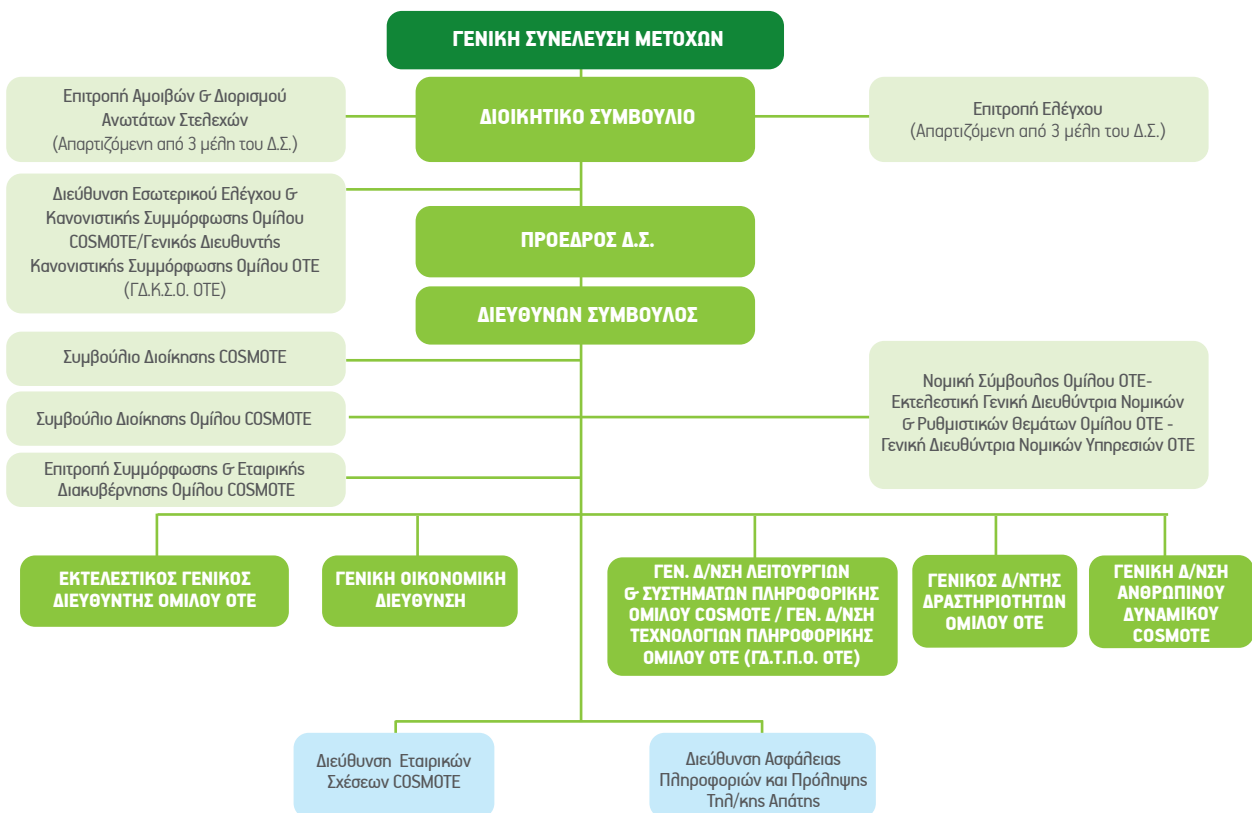 ΓΕΝΙΚΗ ΣΥΝΕΛΕΥΣΗ ΜΕΤΟΧΩΝ
Επιτροπή Αμοιβών & Διορισμού
Ανωτάτων Στελεχών
(Απαρτιζόμενη από 3 μέλη του Δ.Σ.)
ΔΙΟΙΚΗΤΙΚΟ ΣΥΜΒΟΥΛΙΟ
Επιτροπή Ελέγχου
(Απαρτιζόμενη από 3 μέλη του Δ.Σ.)
Διεύθυνση Εσωτερικού Ελέγχου &
Κανονιστικής Συμμόρφωσης Ομίλου
COSMOTE/Γενικός Διευθυντής
Κανονιστικής Συμμόρφωσης Ομίλου ΟΤΕ
(ΓΔ.Κ.Σ.Ο. ΟΤΕ)
ΠΡΟΕΔΡΟΣ Δ.Σ.
ΔΙΕΥΘΥΝΩΝ ΣΥΜΒΟΥΛΟΣ
Συμβούλιο Διοίκησης COSMOTE
Συμβούλιο Διοίκησης Ομίλου COSMOTE
Νομική Σύμβουλος Ομίλου ΟΤΕ-
Εκτελεστική Γενική Διευθύντρια Νομικών
& Ρυθμιστικών Θεμάτων Ομίλου ΟΤΕ -
Γενική Διευθύντρια Νομικών Υπηρεσιών ΟΤΕ
Επιτροπή Συμμόρφωσης & Εταιρικής
Διακυβέρνησης Ομίλου COSMOTE
ΕΚΤΕΛΕΣΤΙΚΟΣ ΓΕΝΙΚΟΣ
ΔΙΕΥΘΥΝΤΗΣ ΟΜΙΛΟΥ ΟΤΕ
ΓΕΝΙΚΗ ΟΙΚΟΝΟΜΙΚΗ
ΔΙΕΥΘΥΝΣΗ
ΓΕΝ. Δ/ΝΣΗ ΛΕΙΤΟΥΡΓΙΩΝ
& ΣΥΣΤΗΜΑΤΩΝ ΠΛΗΡΟΦΟΡΙΚΗΣ
ΟΜΙΛΟΥ COSMOTE / ΓΕΝ. Δ/ΝΣΗ
ΤΕΧΝΟΛΟΓΙΩΝ ΠΛΗΡΟΦΟΡΙΚΗΣ
ΟΜΙΛΟΥ ΟΤΕ (ΓΔ.Τ.Π.Ο. ΟΤΕ)
ΓΕΝΙΚΟΣ Δ/ΝΤΗΣ
ΔΡΑΣΤΗΡΙΟΤΗΤΩΝ
ΟΜΙΛΟΥ ΟΤΕ
ΓΕΝΙΚΗ Δ/ΝΣΗ
ΑΝΘΡΩΠΙΝΟΥ
ΔΥΝΑΜΙΚΟΥ
COSMOTE
Διεύθυνση Εταιρικών
Σχέσεων COSMOTE
Διεύθυνση Ασφάλειας
Πληροφοριών και Πρόληψης
Τηλ/κης Απάτης